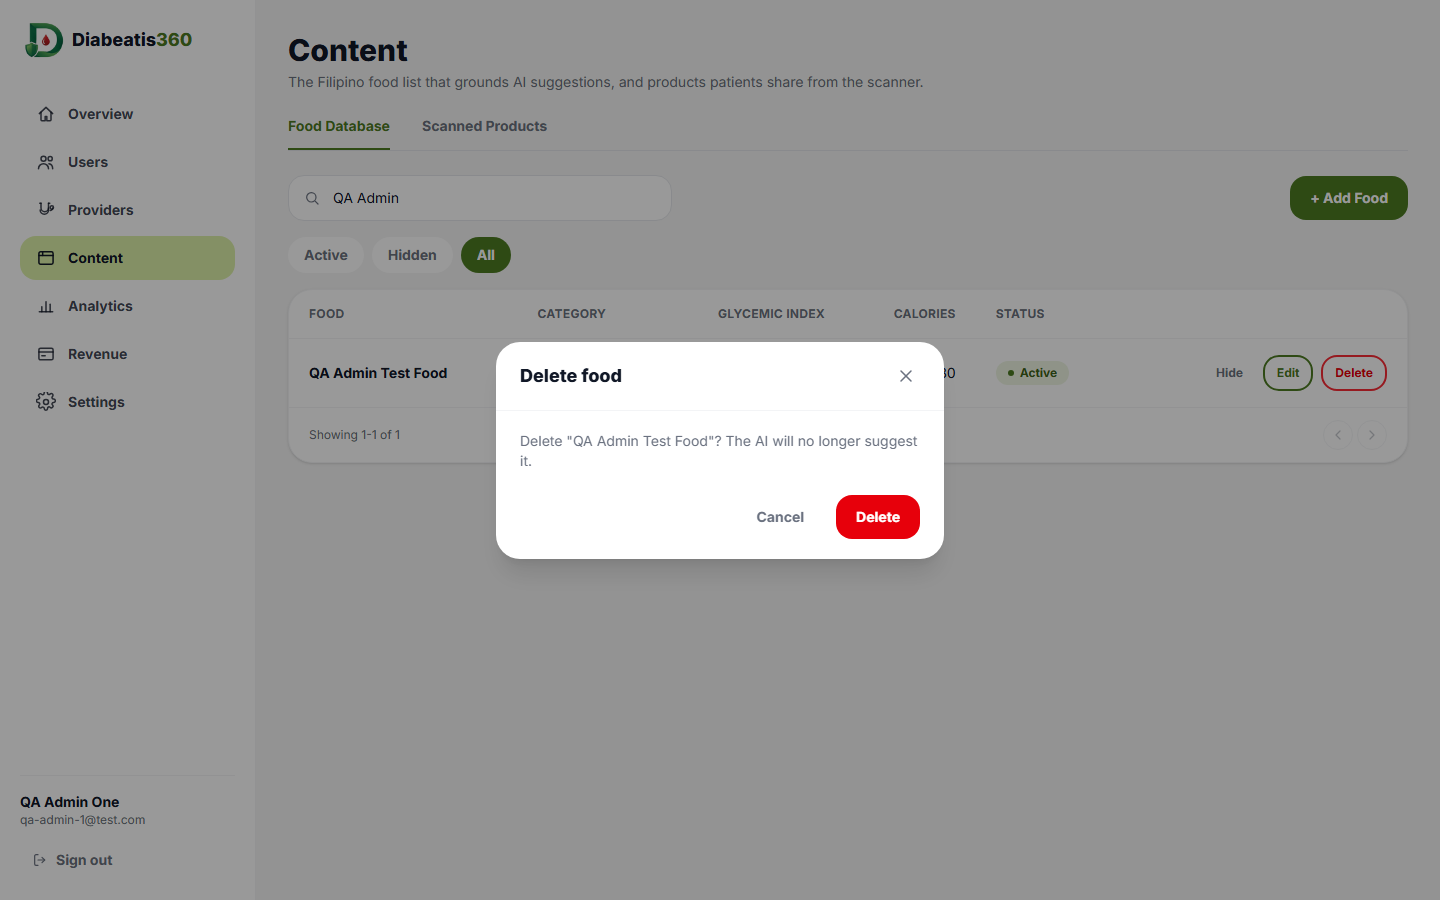 Diabeatis360
Overview
Users
Providers
Content
Analytics
Revenue
Settings
QA Admin One
qa-admin-1@test.com
Sign out
Content
The Filipino food list that grounds AI suggestions, and products patients share from the scanner.
Food Database
Scanned Products
QA Admin
+ Add Food
Active
Hidden
All
FOOD
CATEGORY
GLYCEMIC INDEX
CALORIES
STATUS
QA Admin Test Food
Active
Hide
Edit
Delete
Showing 1-1 of 1
Delete food
Delete "QA Admin Test Food"? The AI will no longer suggest
it.
Cancel
Delete